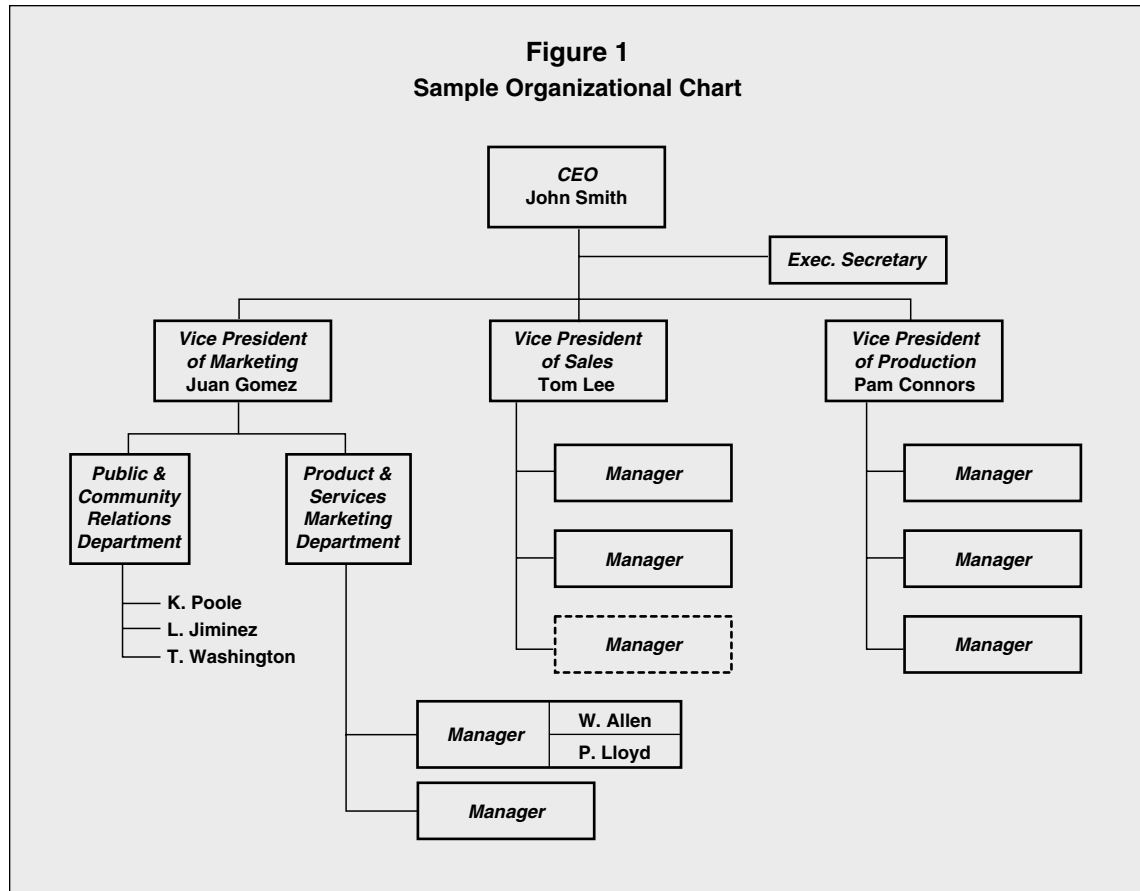 Figure 1
Sample Organizational Chart
CEO
John Smith
Exec. Secretary
Vice President
of Marketing
Juan Gomez
Vice President
of Sales
Tom Lee
Vice President
of Production
Pam Connors
Public &
Community
Relations
Department
K. Poole
L. Jiminez
T. Washington
Product &
Services
Marketing
Department
Manager
W. Allen
P. Lloyd
Manager
Manager
Manager
Manager
Manager
Manager
Manager